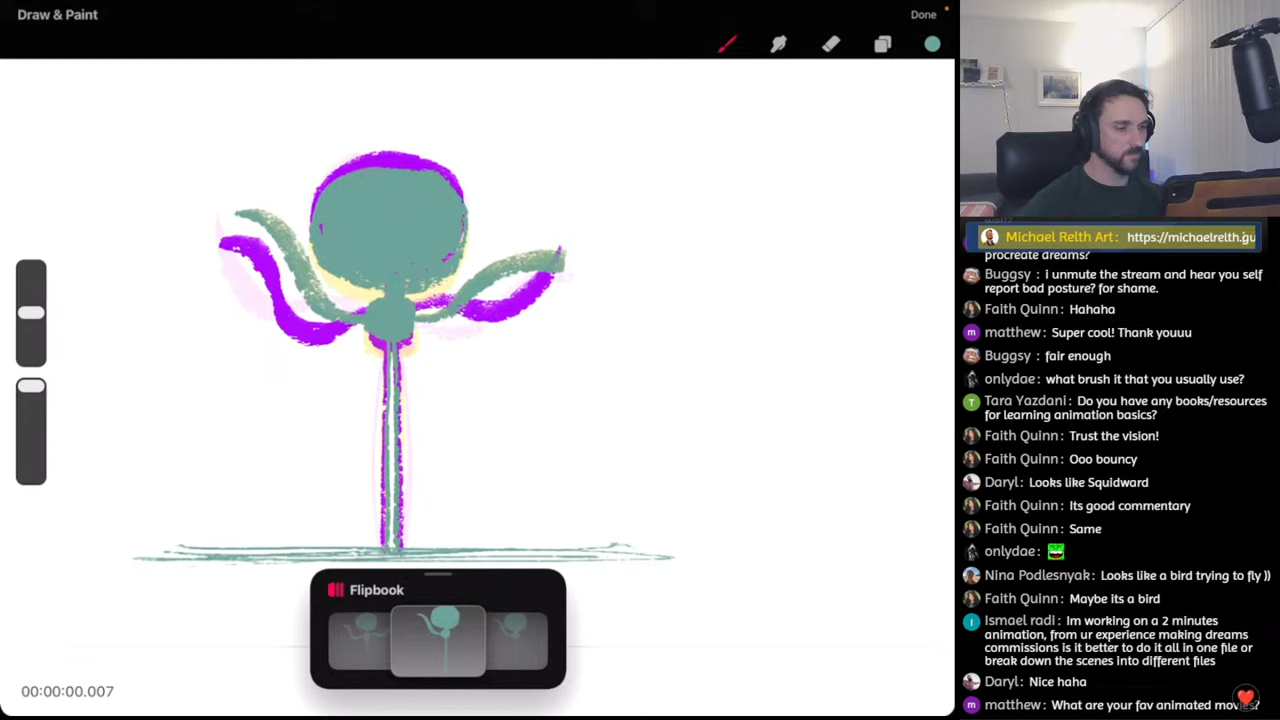 Draw & Paint
Done
Flipbook
00:00:00.007
Michael Relth Art: https://michaelrelth.gu
procreate dreams?
Buggsy: i unmute the stream and hear you self
report bad posture? for shame.
Faith Quinn: Hahaha
m matthew: Super cool! Thank youuu
Buggsy: fair enough
onlydae: what brush it that you usually use?
T Tara Yazdani: Do you have any books/resources
for learning animation basics?
Faith Quinn: Trust the vision!
Faith Quinn: Ooo bouncy
Daryl: Looks like Squidward
Faith Quinn: Its good commentary
Faith Quinn: Same
onlydae:
Nina Podlesnyak: Looks like a bird trying to fly ))
Faith Quinn: Maybe its a bird
I Ismael radi: Im working on a 2 minutes
animation, from ur experience making dreams
commissions is it better to do it all in one file or
break down the scenes into different files
Daryl: Nice haha
m matthew: What are your fav animated movies?